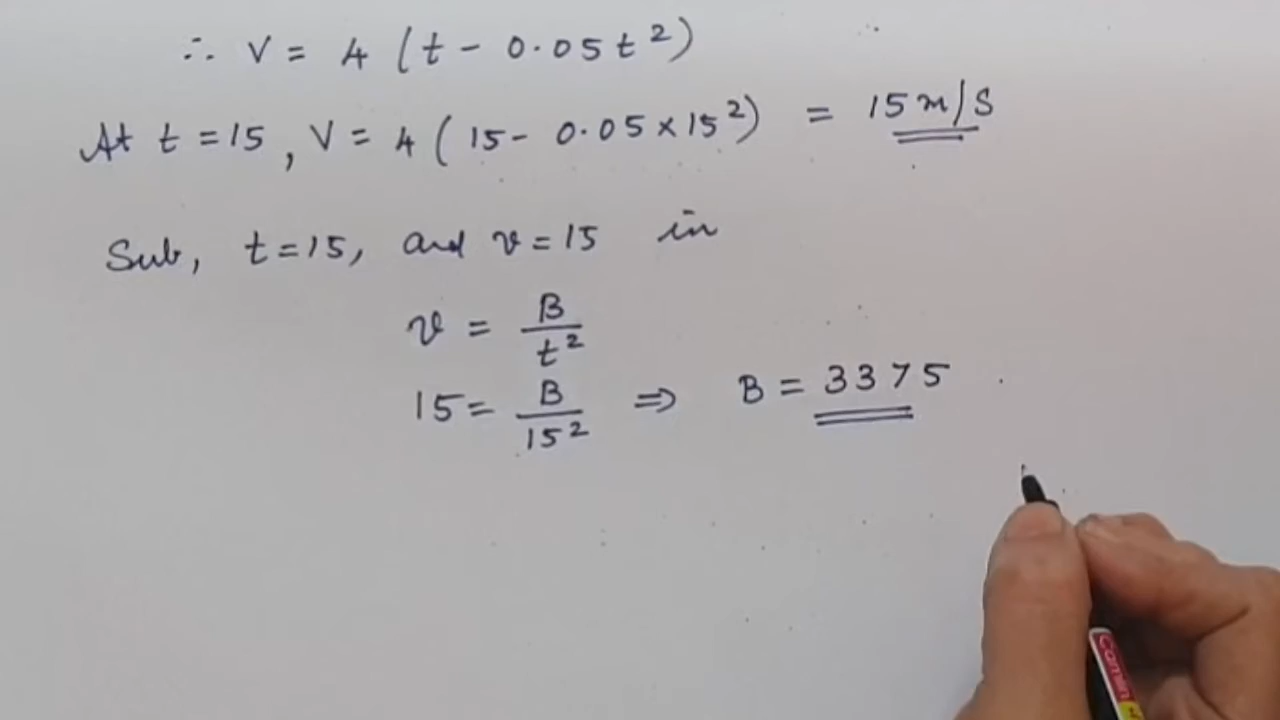 ∴ V = 4 (t - 0.05t²)
At t = 15, V = 4 ( 15 - 0.05 × 15²) = 15 m/s
Sub, t = 15, and v = 15 in
v = B/t²
15 = B/15² ⇒ B = 3375
Camlin